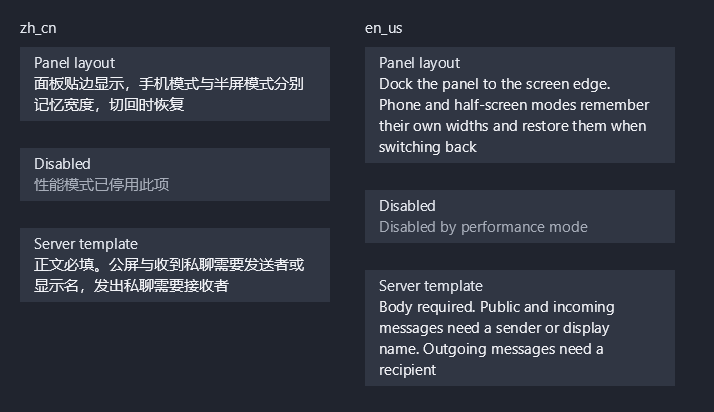 zh_cn
Panel layout
面板贴边显示，手机模式与半屏模式分别
记忆宽度，切回时恢复
Disabled
性能模式已停用此项
Server template
正文必填。公屏与收到私聊需要发送者或
显示名，发出私聊需要接收者
en_us
Panel layout
Dock the panel to the screen edge.
Phone and half-screen modes remember
their own widths and restore them when
switching back
Disabled
Disabled by performance mode
Server template
Body required. Public and incoming
messages need a sender or display
name. Outgoing messages need a
recipient